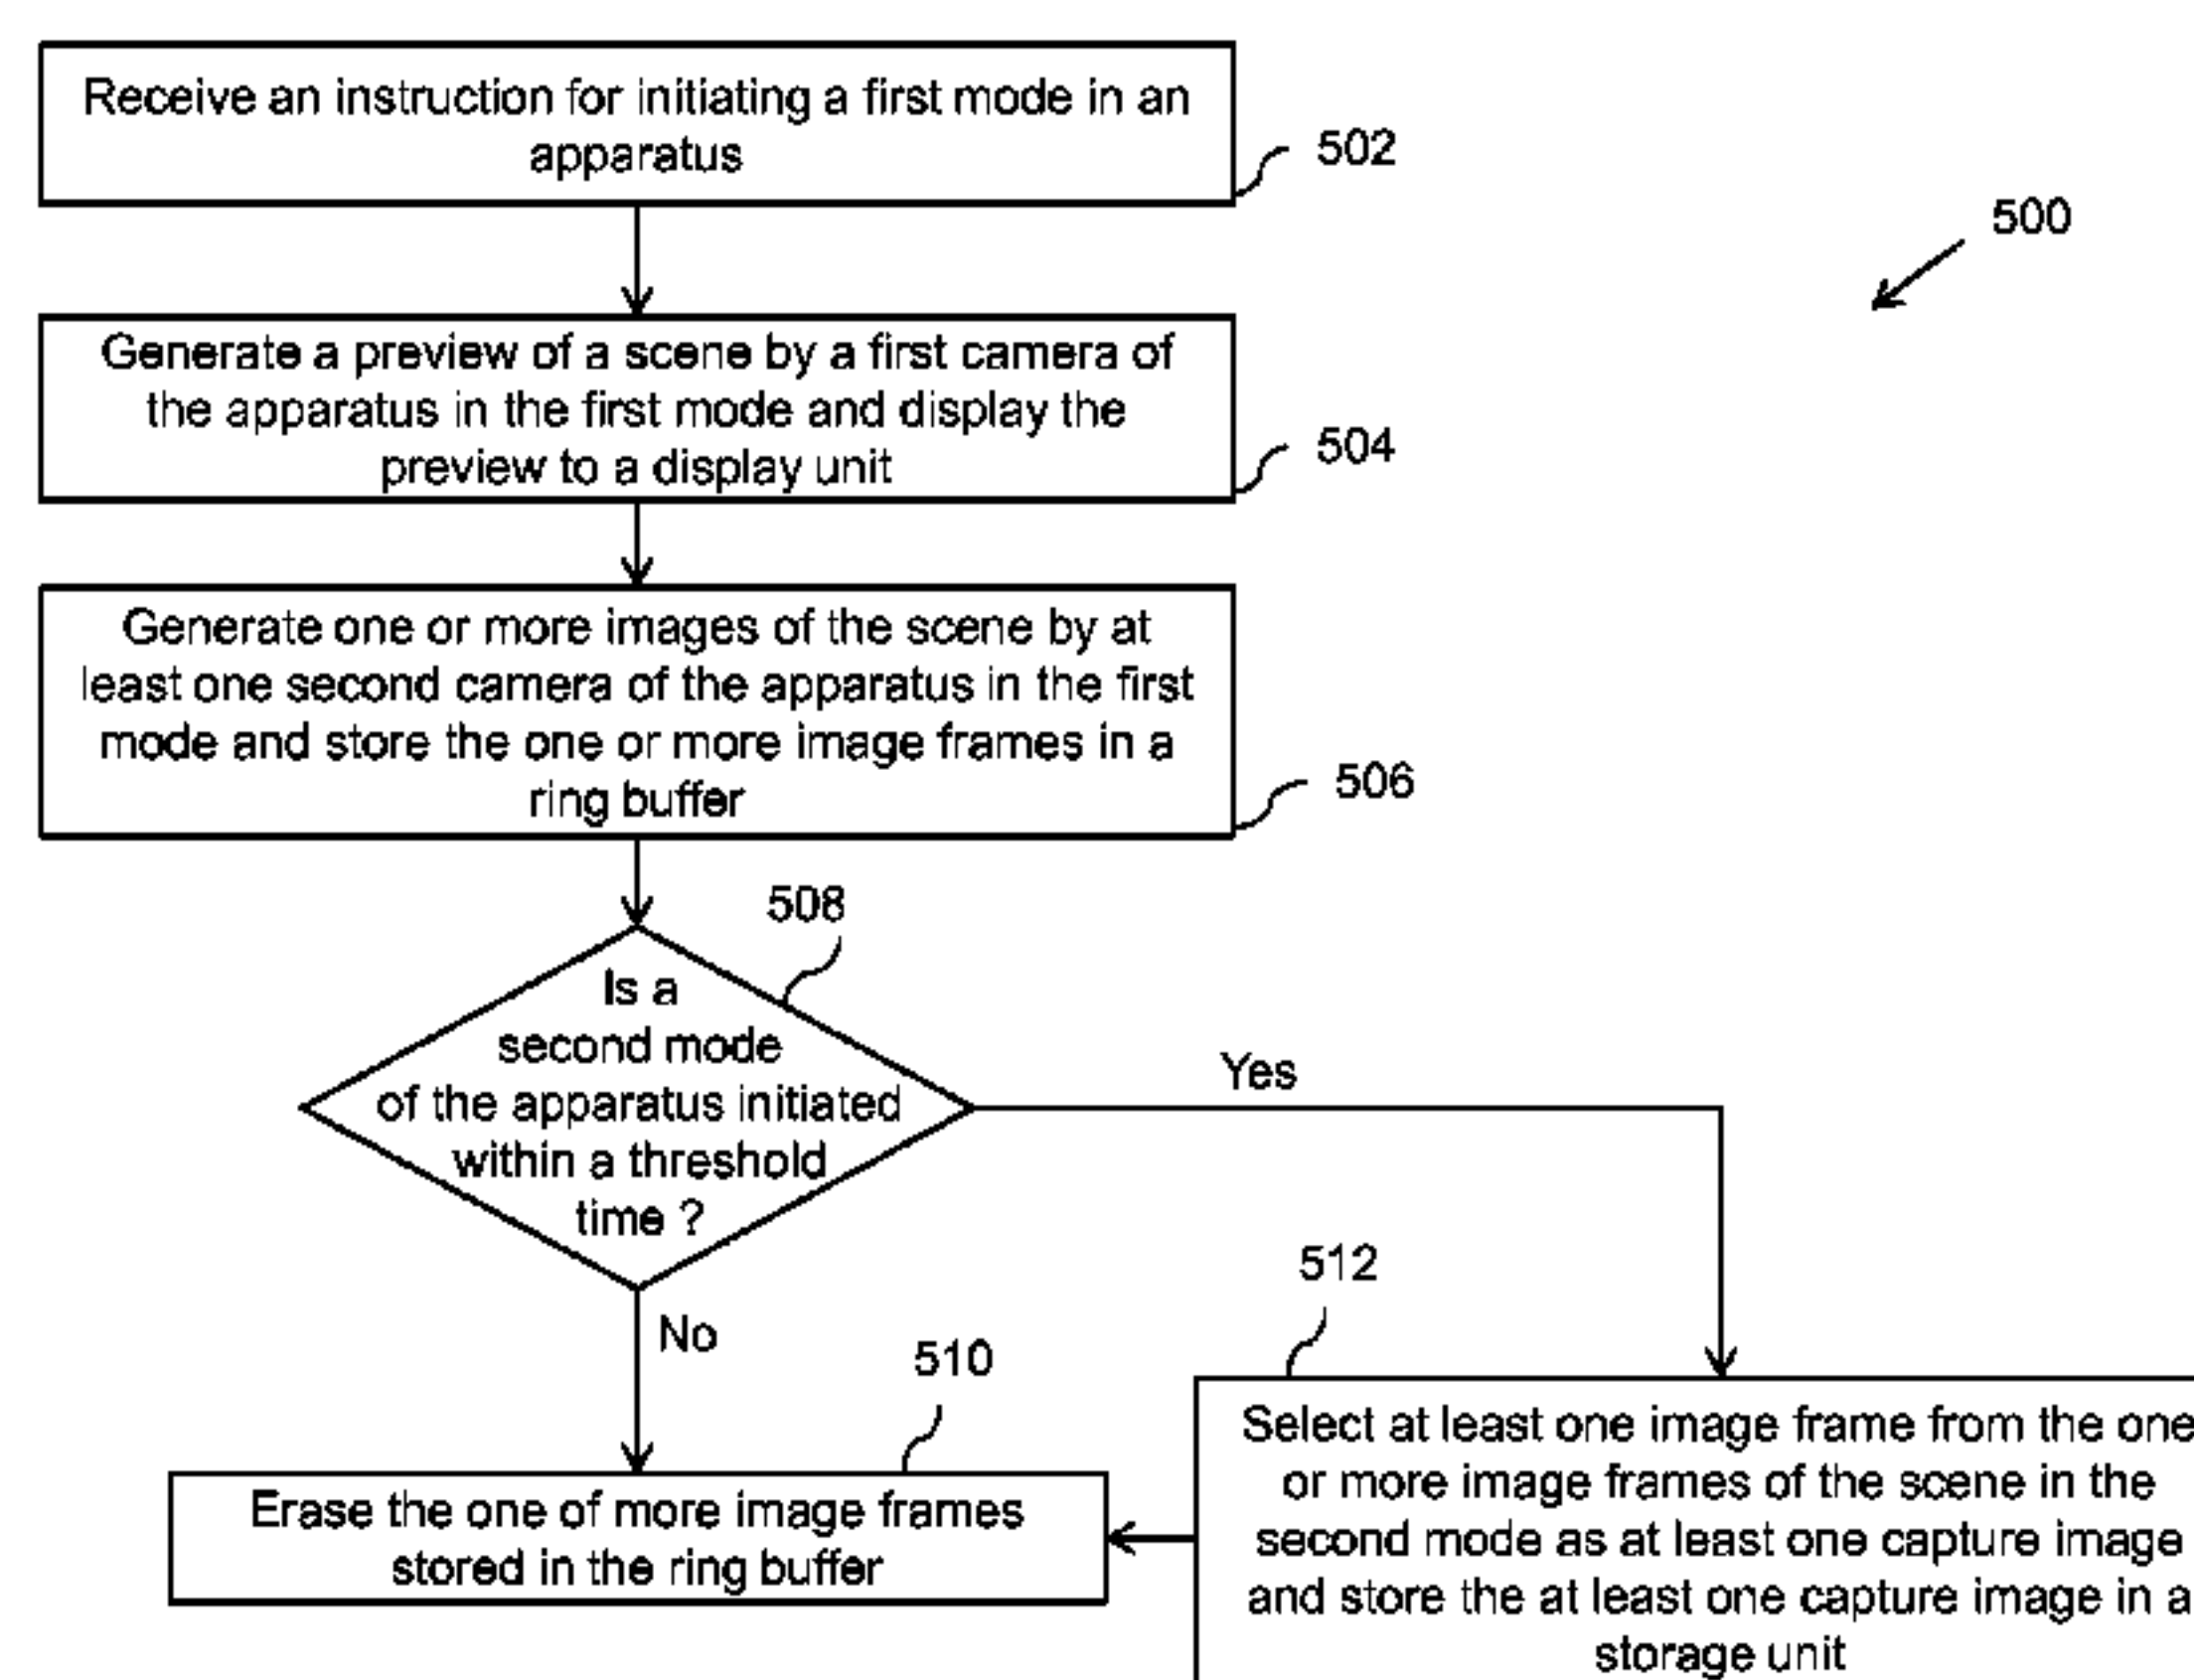 Receive an instruction for initiating a first mode in an
apparatus
502
500
Generate a preview of a scene by a first camera of
the apparatus in the first mode and display the
preview to a display unit
504
Generate one or more images of the scene by at
least one second camera of the apparatus in the first
mode and store the one or more image frames in a
ring buffer
506
508
Is a
second mode
of the apparatus initiated
within a threshold
time ?
Yes
No
512
510
Select at least one image frame from the one
or more image frames of the scene in the
second mode as at least one capture image
and store the at least one capture image in a
storage unit
Erase the one of more image frames
stored in the ring buffer